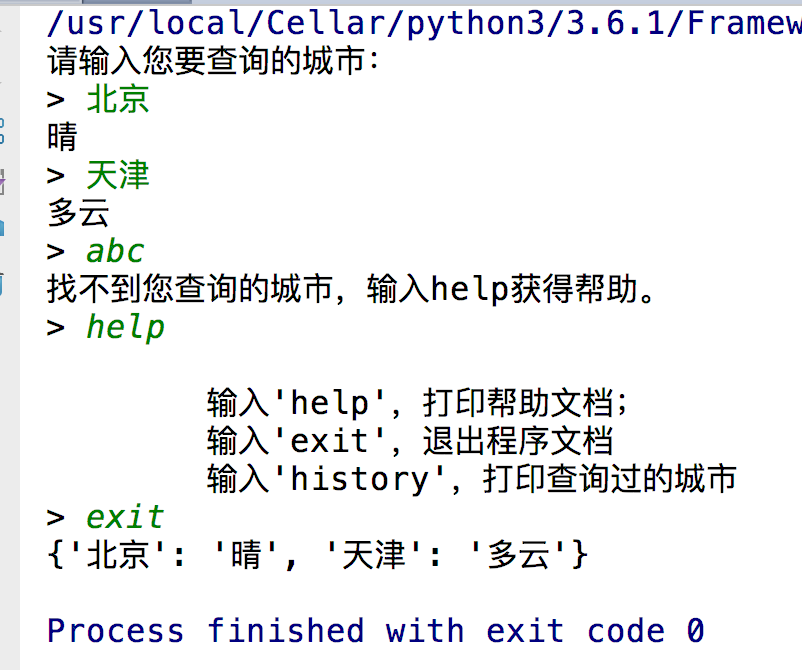 /usr/local/Cellar/python3/3.6.1/Framew
请输入您要查询的城市:
> 北京
晴
> 天津
多云
> abc
找不到您查询的城市，输入help获得帮助。
> help
输入'help', 打印帮助文档;
输入'exit', 退出程序文档
输入'history', 打印查询过的城市
> exit
{'北京': '晴', '天津': '多云'}
Process finished with exit code 0